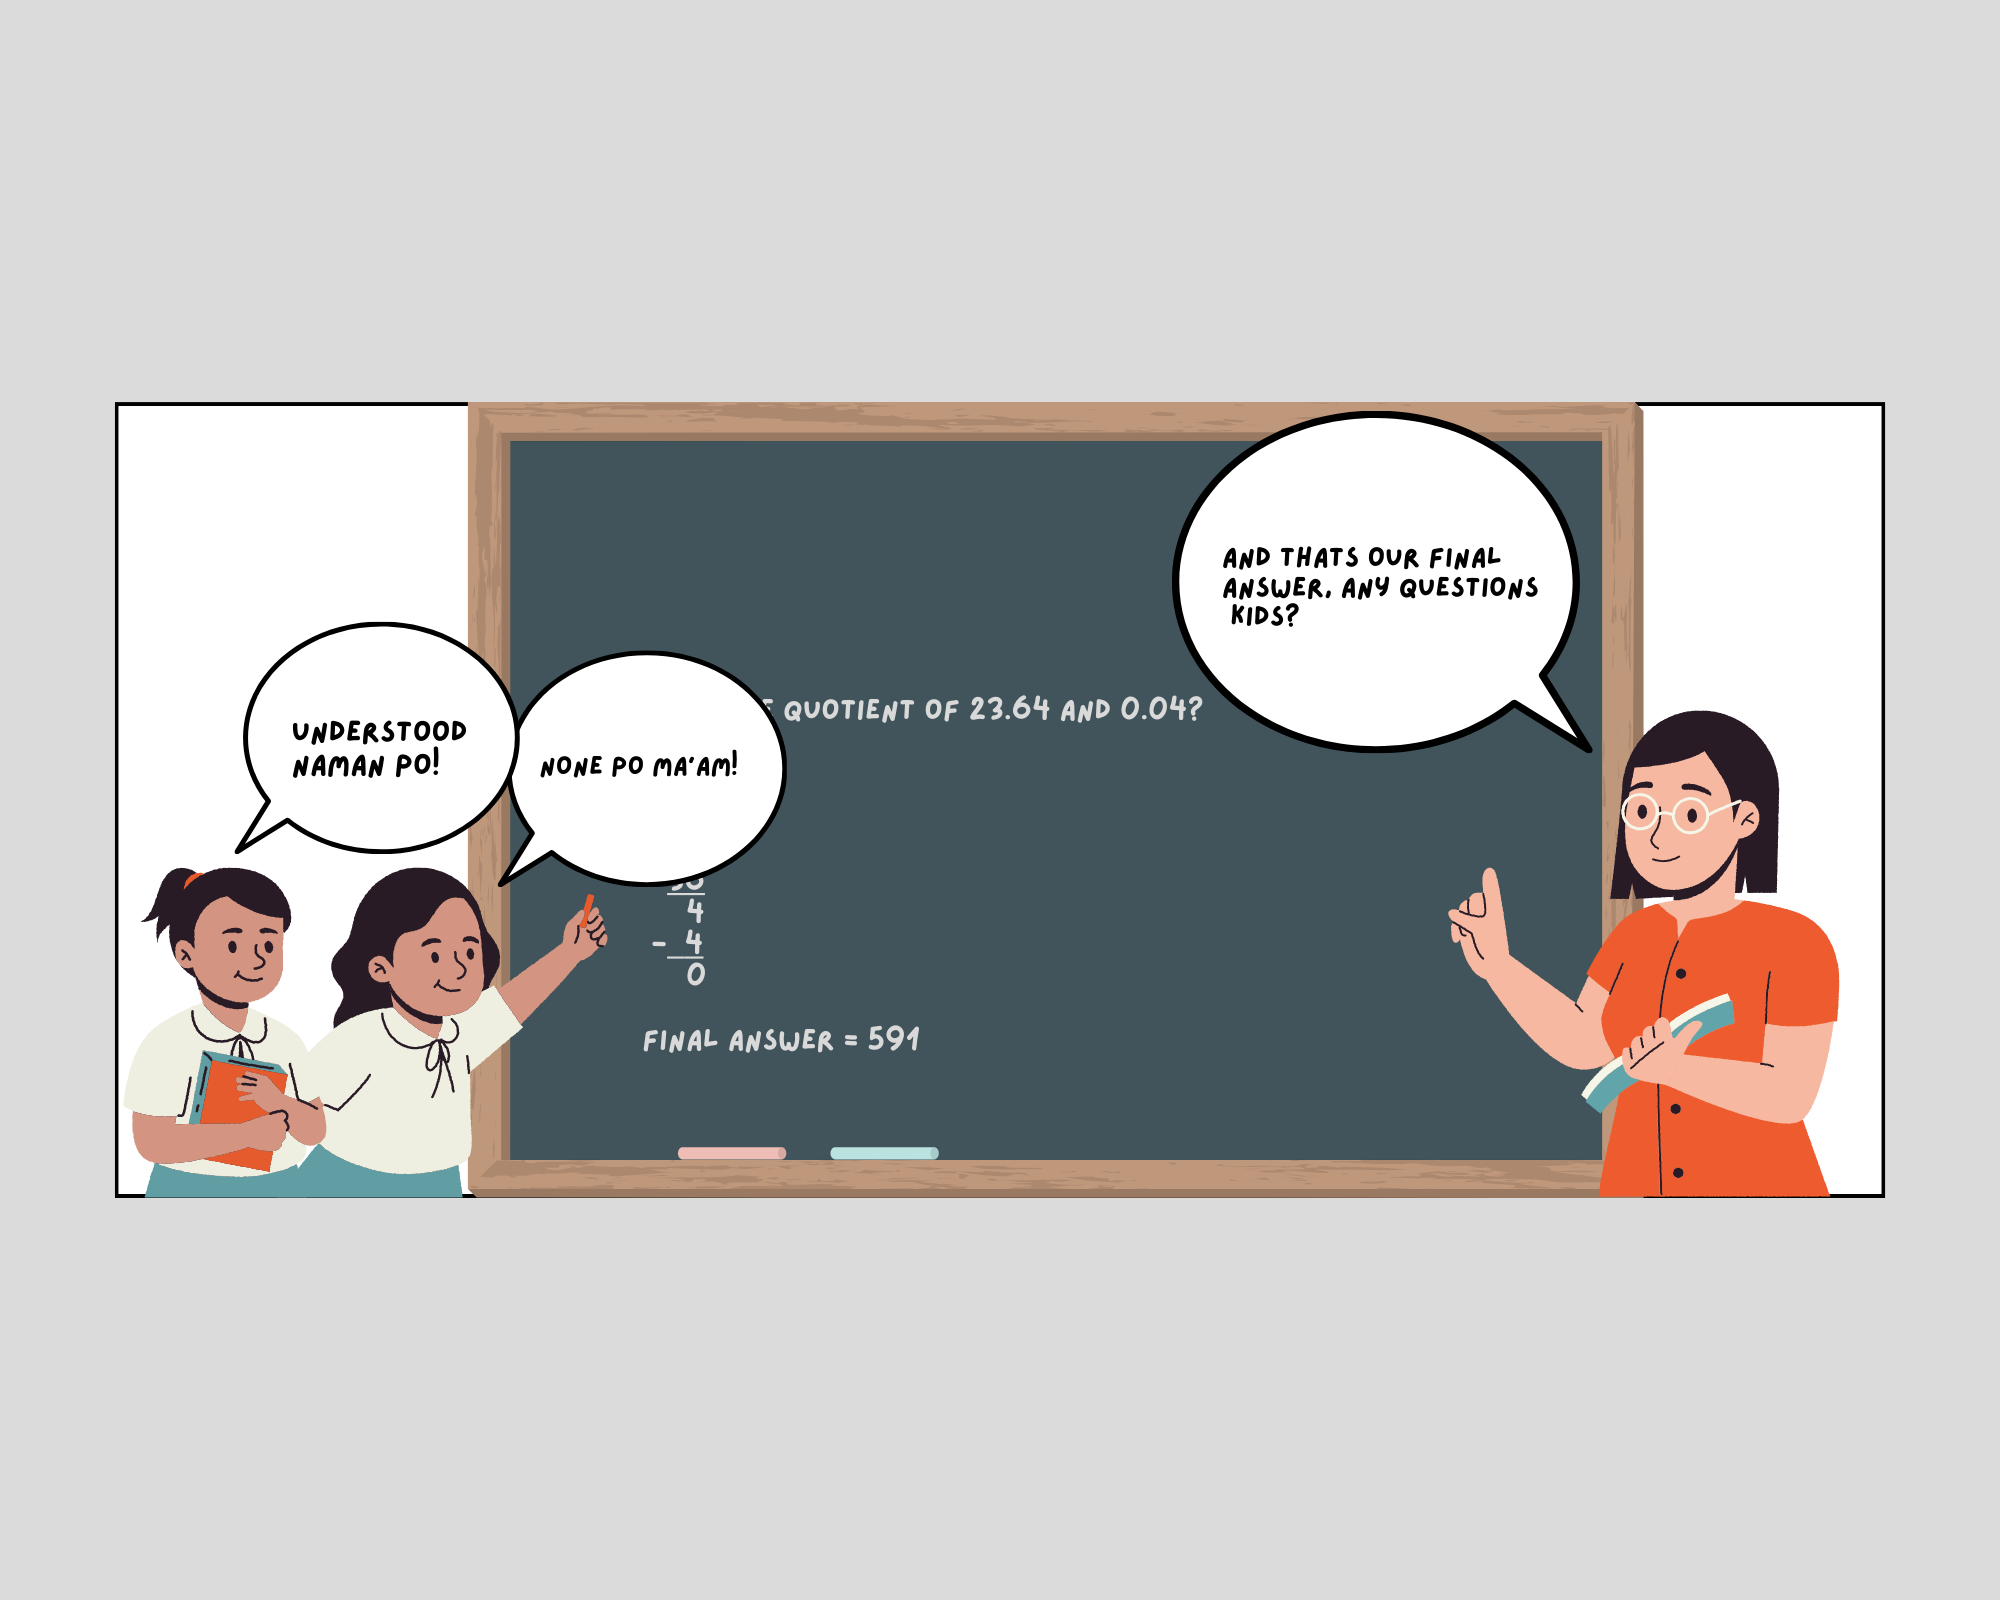 AND THATS OUR FINAL
ANSWER. ANY QUESTIONS
KIDS?
UNDERSTOOD
NAMAN PO!
NONE PO MA'AM!
QUOTIENT OF 23.64 AND 0.04?
4
- 4
0
FINAL ANSWER = 591